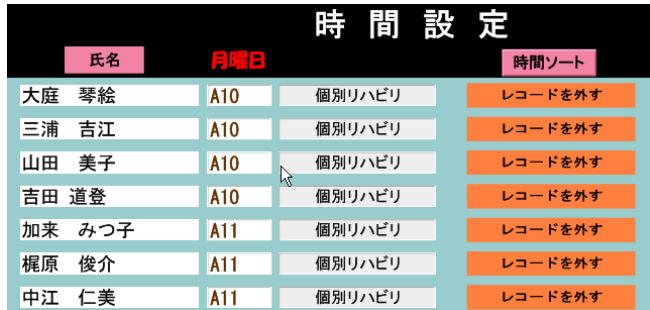 時間設定
氏名 月曜日 時間ソート
大庭 琴絵 A10 個別リハビリ レコードを外す
三浦 吉江 A10 個別リハビリ レコードを外す
山田 美子 A10 個別リハビリ レコードを外す
吉田 道登 A10 個別リハビリ レコードを外す
加来 みつ子 A11 個別リハビリ レコードを外す
梶原 俊介 A11 個別リハビリ レコードを外す
中江 仁美 A11 個別リハビリ レコードを外す